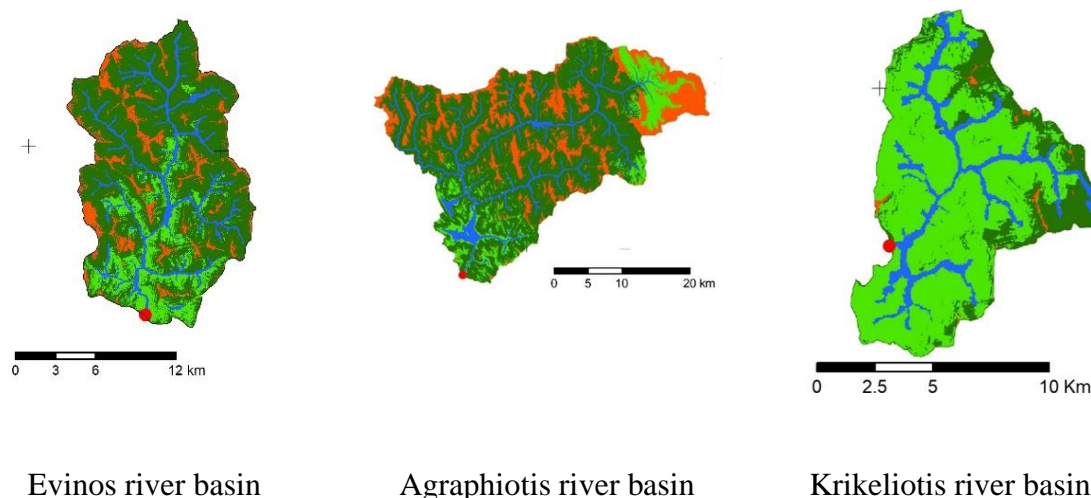 0 5 10 20 km
0 3 6 12 km
0 2.5 5 10 Km
Evinos river basin
Agraphiotis river basin
Krikeliotis river basin